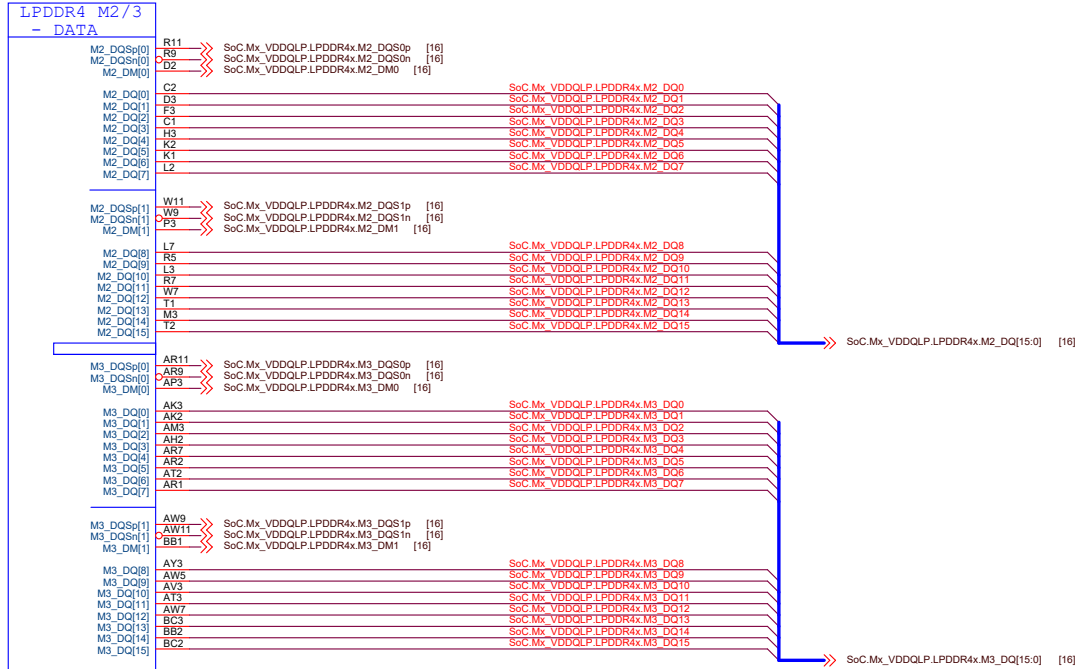 LPDDR4 M2/3
- DATA
M2_DQSp[0] R11 SoC.Mx_VDDQLP.LPDDR4x.M2_DQS0p [16]
M2_DQSn[0] R9 SoC.Mx_VDDQLP.LPDDR4x.M2_DQS0n [16]
M2_DM[0] D2 SoC.Mx_VDDQLP.LPDDR4x.M2_DM0 [16]
M2_DQ[0] C2 SoC.Mx_VDDQLP.LPDDR4x.M2_DQ0
M2_DQ[1] D3 SoC.Mx_VDDQLP.LPDDR4x.M2_DQ1
M2_DQ[2] F3 SoC.Mx_VDDQLP.LPDDR4x.M2_DQ2
M2_DQ[3] C1 SoC.Mx_VDDQLP.LPDDR4x.M2_DQ3
M2_DQ[4] H3 SoC.Mx_VDDQLP.LPDDR4x.M2_DQ4
M2_DQ[5] K2 SoC.Mx_VDDQLP.LPDDR4x.M2_DQ5
M2_DQ[6] K1 SoC.Mx_VDDQLP.LPDDR4x.M2_DQ6
M2_DQ[7] L2 SoC.Mx_VDDQLP.LPDDR4x.M2_DQ7
M2_DQSp[1] W11 SoC.Mx_VDDQLP.LPDDR4x.M2_DQS1p [16]
M2_DQSn[1] W9 SoC.Mx_VDDQLP.LPDDR4x.M2_DQS1n [16]
M2_DM[1] P3 SoC.Mx_VDDQLP.LPDDR4x.M2_DM1 [16]
M2_DQ[8] L7 SoC.Mx_VDDQLP.LPDDR4x.M2_DQ8
M2_DQ[9] R5 SoC.Mx_VDDQLP.LPDDR4x.M2_DQ9
M2_DQ[10] L3 SoC.Mx_VDDQLP.LPDDR4x.M2_DQ10
M2_DQ[11] R7 SoC.Mx_VDDQLP.LPDDR4x.M2_DQ11
M2_DQ[12] W7 SoC.Mx_VDDQLP.LPDDR4x.M2_DQ12
M2_DQ[13] T1 SoC.Mx_VDDQLP.LPDDR4x.M2_DQ13
M2_DQ[14] M3 SoC.Mx_VDDQLP.LPDDR4x.M2_DQ14
M2_DQ[15] T2 SoC.Mx_VDDQLP.LPDDR4x.M2_DQ15
SoC.Mx_VDDQLP.LPDDR4x.M2_DQ[15:0] [16]
M3_DQSp[0] AR11 SoC.Mx_VDDQLP.LPDDR4x.M3_DQS0p [16]
M3_DQSn[0] AR9 SoC.Mx_VDDQLP.LPDDR4x.M3_DQS0n [16]
M3_DM[0] AP3 SoC.Mx_VDDQLP.LPDDR4x.M3_DM0 [16]
M3_DQ[0] AK3 SoC.Mx_VDDQLP.LPDDR4x.M3_DQ0
M3_DQ[1] AK2 SoC.Mx_VDDQLP.LPDDR4x.M3_DQ1
M3_DQ[2] AM3 SoC.Mx_VDDQLP.LPDDR4x.M3_DQ2
M3_DQ[3] AH2 SoC.Mx_VDDQLP.LPDDR4x.M3_DQ3
M3_DQ[4] AR7 SoC.Mx_VDDQLP.LPDDR4x.M3_DQ4
M3_DQ[5] AR2 SoC.Mx_VDDQLP.LPDDR4x.M3_DQ5
M3_DQ[6] AT2 SoC.Mx_VDDQLP.LPDDR4x.M3_DQ6
M3_DQ[7] AR1 SoC.Mx_VDDQLP.LPDDR4x.M3_DQ7
M3_DQSp[1] AW9 SoC.Mx_VDDQLP.LPDDR4x.M3_DQS1p [16]
M3_DQSn[1] AW11 SoC.Mx_VDDQLP.LPDDR4x.M3_DQS1n [16]
M3_DM[1] BB1 SoC.Mx_VDDQLP.LPDDR4x.M3_DM1 [16]
M3_DQ[8] AY3 SoC.Mx_VDDQLP.LPDDR4x.M3_DQ8
M3_DQ[9] AW5 SoC.Mx_VDDQLP.LPDDR4x.M3_DQ9
M3_DQ[10] AV3 SoC.Mx_VDDQLP.LPDDR4x.M3_DQ10
M3_DQ[11] AT3 SoC.Mx_VDDQLP.LPDDR4x.M3_DQ11
M3_DQ[12] AW7 SoC.Mx_VDDQLP.LPDDR4x.M3_DQ12
M3_DQ[13] BC3 SoC.Mx_VDDQLP.LPDDR4x.M3_DQ13
M3_DQ[14] BB2 SoC.Mx_VDDQLP.LPDDR4x.M3_DQ14
M3_DQ[15] BC2 SoC.Mx_VDDQLP.LPDDR4x.M3_DQ15
SoC.Mx_VDDQLP.LPDDR4x.M3_DQ[15:0] [16]